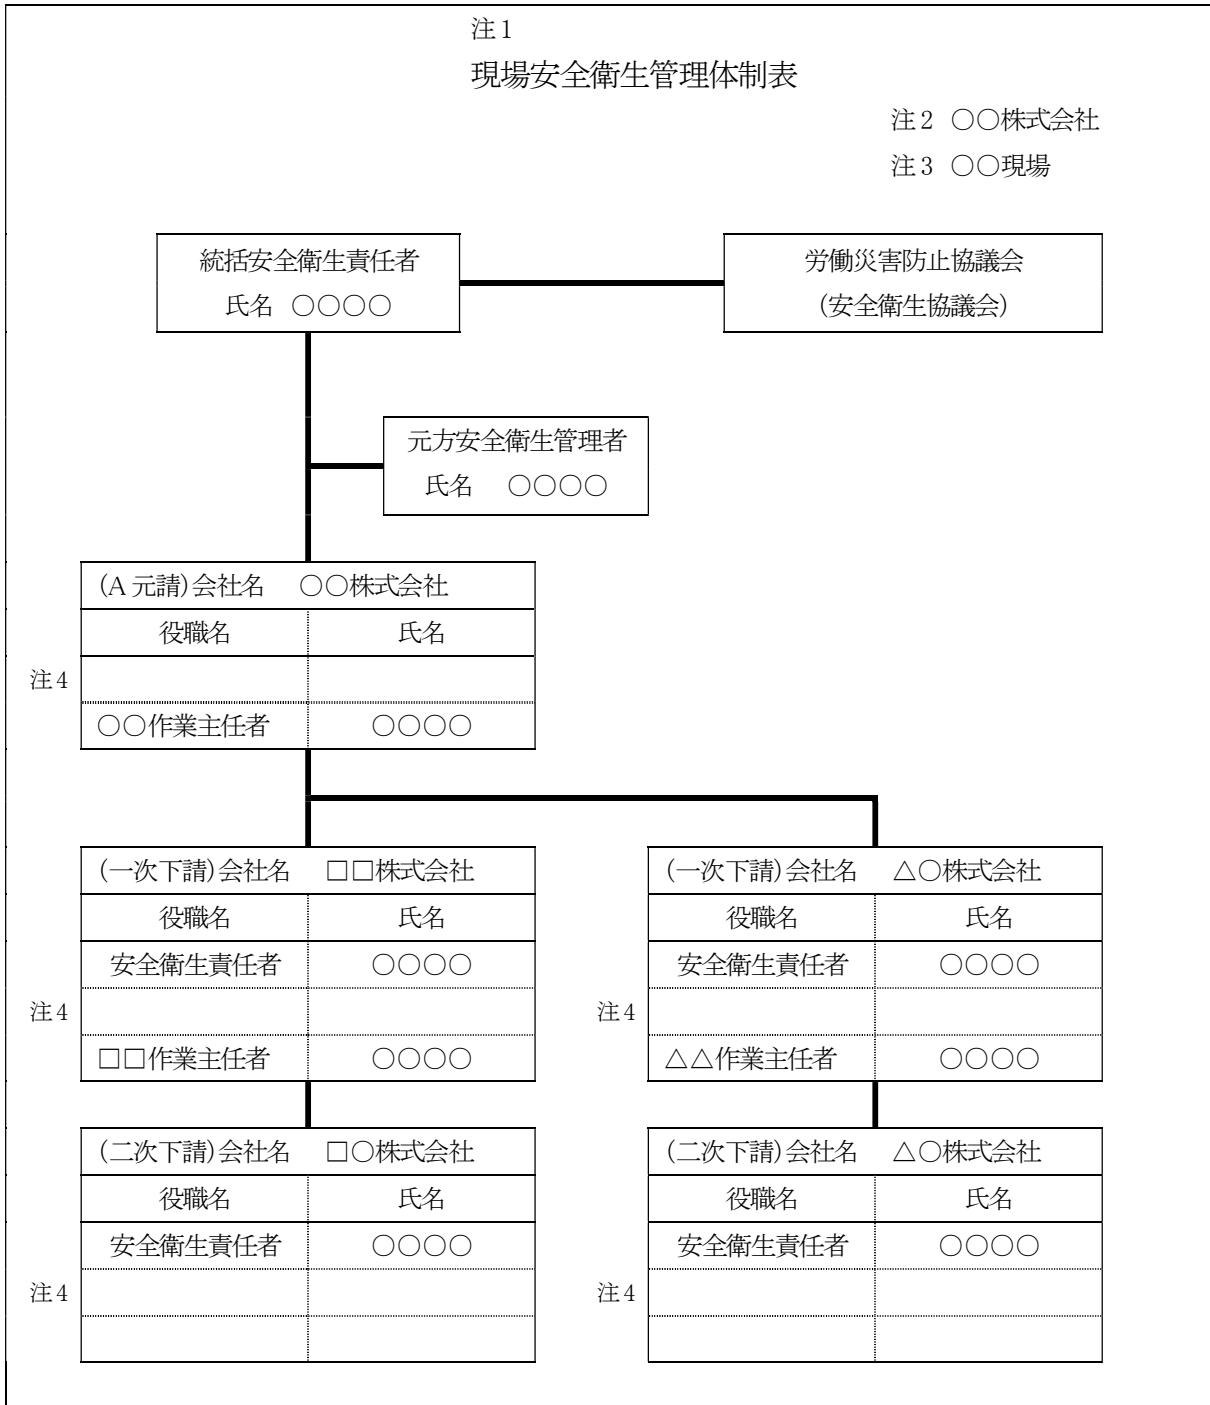 注1
現場安全衛生管理体制表
注2 ○○株式会社
注3 ○○現場
統括安全衛生責任者
氏名 ○○○○
労働災害防止協議会
(安全衛生協議会)
元方安全衛生管理者
氏名 ○○○○
(A 元請)会社名 ○○株式会社
役職名 氏名
注4
○○作業主任者 ○○○○
(一次下請)会社名 □□株式会社
役職名 氏名
安全衛生責任者 ○○○○
注4
□□作業主任者 ○○○○
(一次下請)会社名 △○株式会社
役職名 氏名
安全衛生責任者 ○○○○
注4
△△作業主任者 ○○○○
(二次下請)会社名 □○株式会社
役職名 氏名
安全衛生責任者 ○○○○
注4
(二次下請)会社名 △○株式会社
役職名 氏名
安全衛生責任者 ○○○○
注4